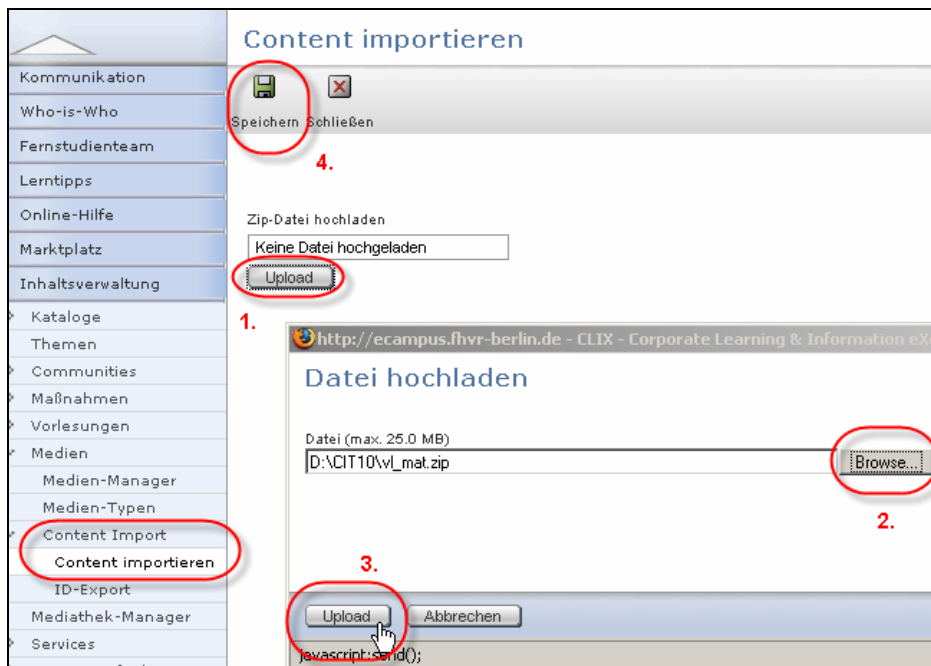 Content importieren
Kommunikation
Who-is-Who
Fernstudienteam
Lerntipps
Online-Hilfe
Marktplatz
Inhaltsverwaltung
Kataloge
Themen
Communities
Maßnahmen
Vorlesungen
Medien
Medien-Manager
Medien-Typen
Content Import
Content importieren
ID-Export
Mediathek-Manager
Services
Speichern Schließen
4.
Zip-Datei hochladen
Keine Datei hochgeladen
Upload
1.
http://ecampus.fhvr-berlin.de - CLIX - Corporate Learning & Information eX
Datei hochladen
Datei (max. 25.0 MB)
D:\CIT10\vl_mat.zip
Browse...
2.
3.
Upload Abbrechen
javascript:send();